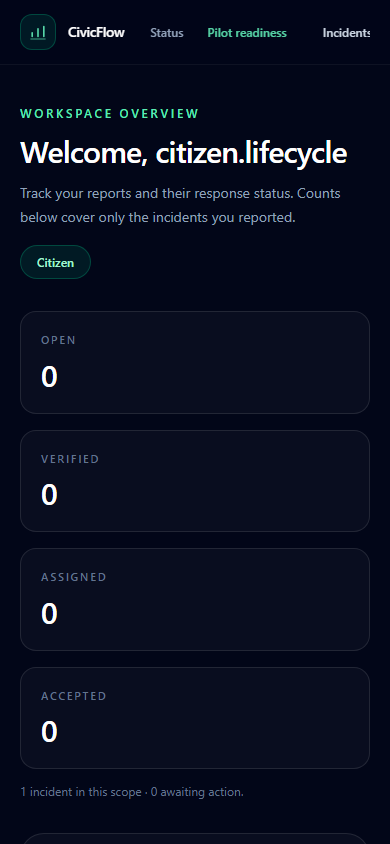 CivicFlow Status Pilot readiness Incidents
WORKSPACE OVERVIEW
Welcome, citizen.lifecycle
Track your reports and their response status. Counts
below cover only the incidents you reported.
Citizen
OPEN
0
VERIFIED
0
ASSIGNED
0
ACCEPTED
0
1 incident in this scope · 0 awaiting action.